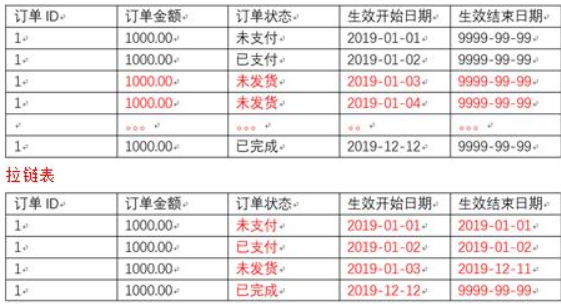 订单 ID 订单金额 订单状态 生效开始日期 生效结束日期
1 1000.00 未支付 2019-01-01 9999-99-99
1 1000.00 已支付 2019-01-02 9999-99-99
1 1000.00 未发货 2019-01-03 9999-99-99
1 1000.00 未发货 2019-01-04 9999-99-99
。。。 。。。 。。 。。。
1 1000.00 已完成 2019-12-12 9999-99-99
拉链表
订单 ID 订单金额 订单状态 生效开始日期 生效结束日期
1 1000.00 未支付 2019-01-01 2019-01-01
1 1000.00 已支付 2019-01-02 2019-01-02
1 1000.00 未发货 2019-01-03 2019-12-11
1 1000.00 已完成 2019-12-12 9999-99-99